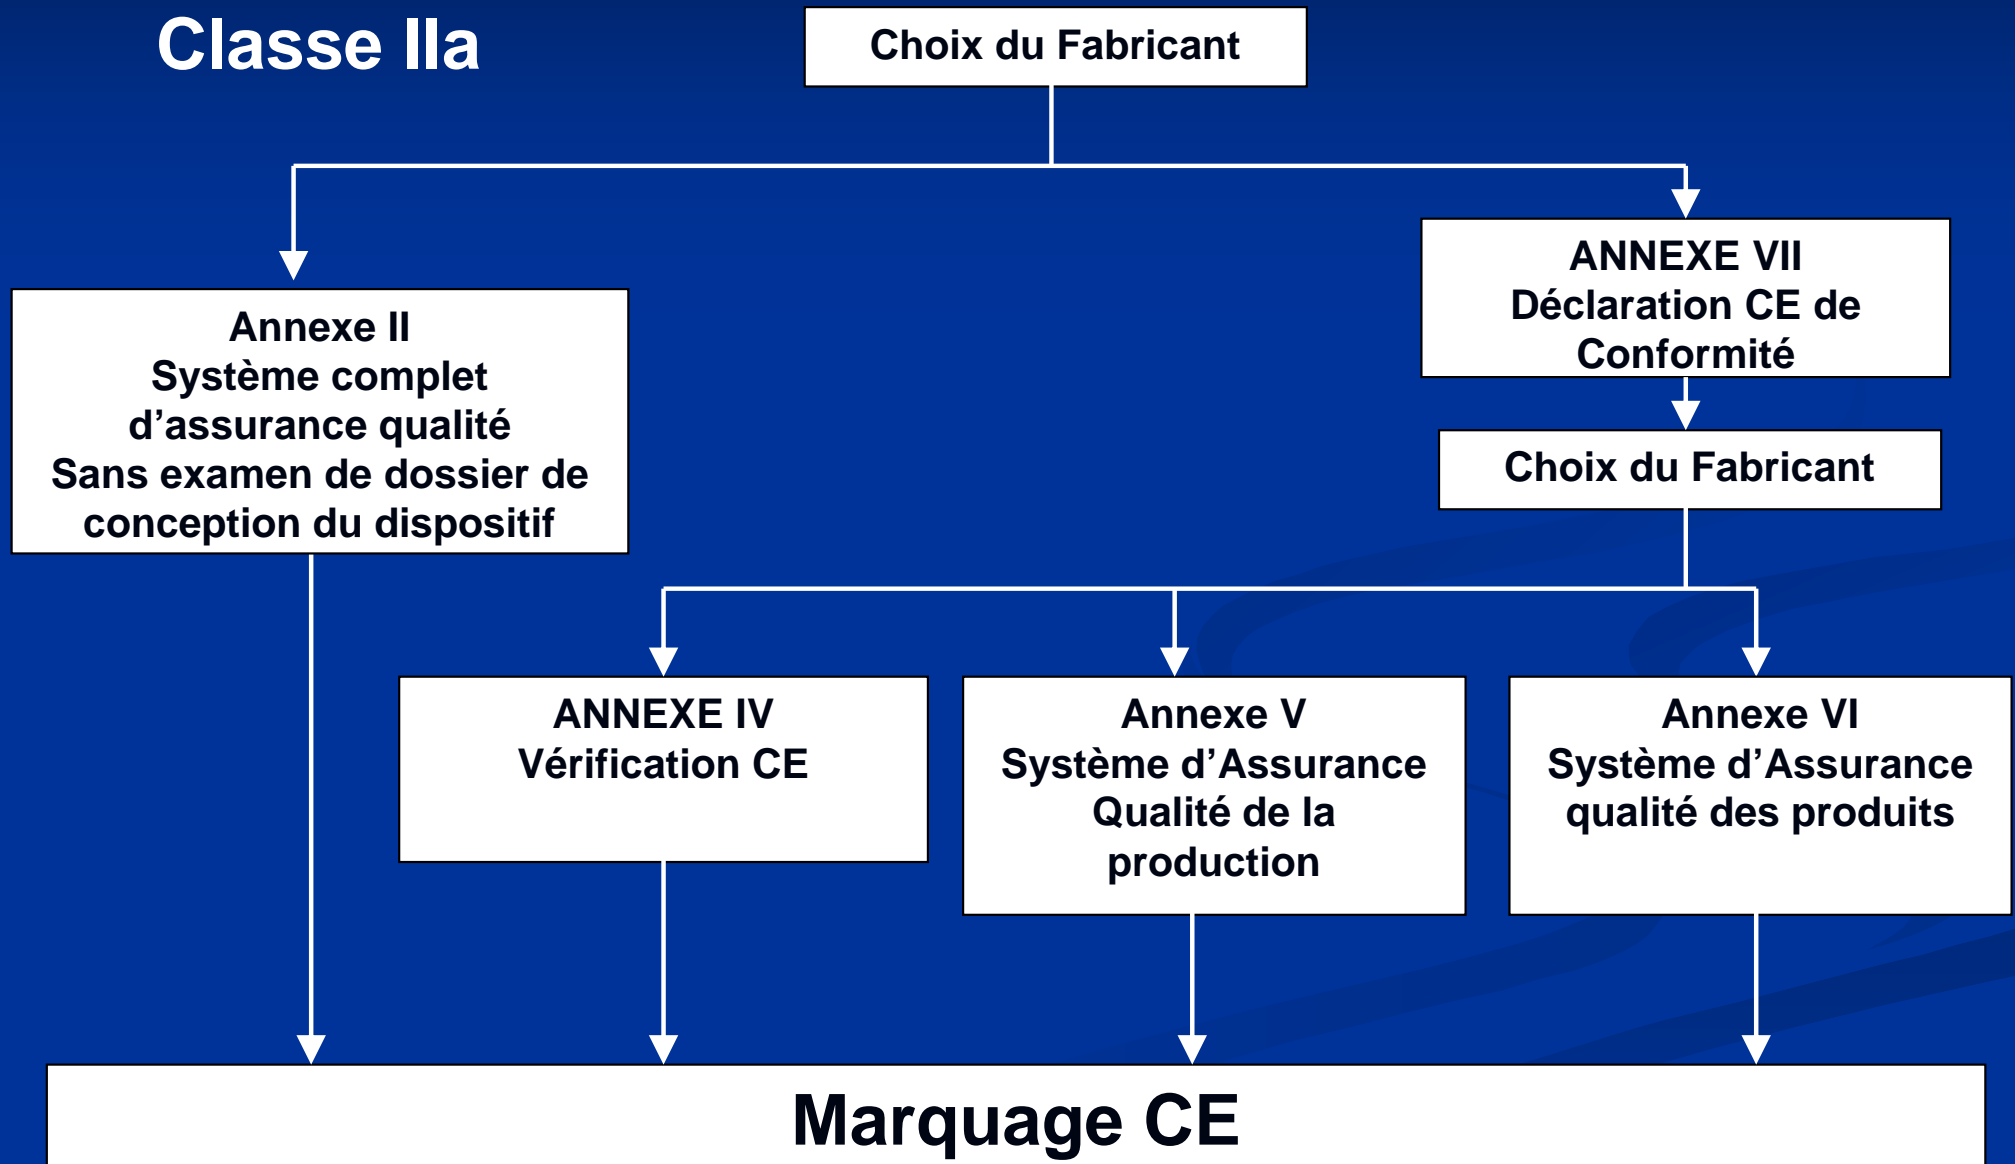 Classe IIa
Choix du Fabricant
ANNEXE VII
Déclaration CE de
Conformité
Annexe II
Système complet
d’assurance qualité
Sans examen de dossier de
conception du dispositif
Choix du Fabricant
ANNEXE IV
Vérification CE
Annexe V
Système d’Assurance
Qualité de la
production
Annexe VI
Système d’Assurance
qualité des produits
Marquage CE